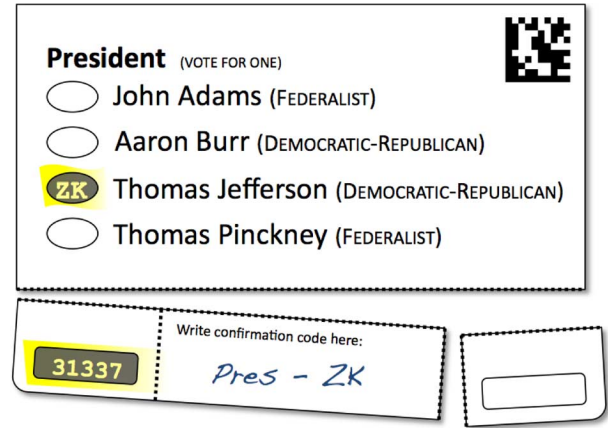 President (VOTE FOR ONE)
John Adams (FEDERALIST)
Aaron Burr (DEMOCRATIC-REPUBLICAN)
ZK Thomas Jefferson (DEMOCRATIC-REPUBLICAN)
Thomas Pinckney (FEDERALIST)
Write confirmation code here:
31337
Pres - ZK